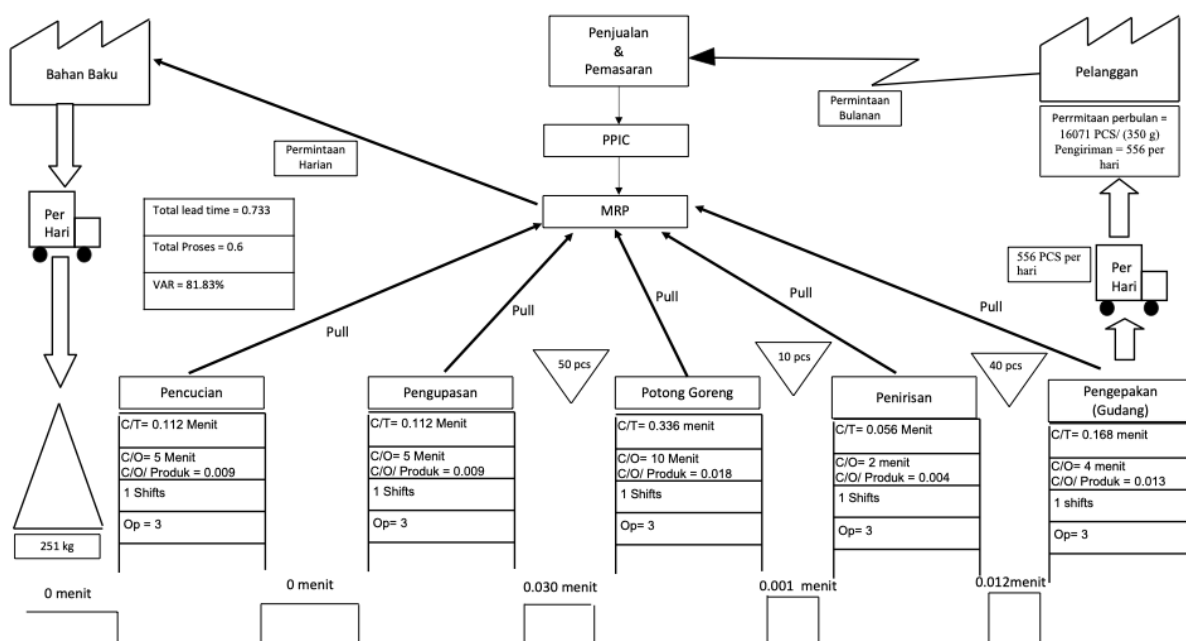 Bahan Baku
Penjualan
&
Pemasaran
Pelanggan
Permintaan
Bulanan
PPIC
Permintaan
Harian
Perrmitaan perbulan =
16071 PCS/ (350 g)
Pengiriman = 556 per
hari
MRP
Per
Hari
Total lead time = 0.733
Total Proses = 0.6
VAR = 81.83%
556 PCS per
hari
Per
Hari
Pull
Pull
Pull
Pull
Pull
50 pcs
10 pcs
40 pcs
Pencucian
C/T= 0.112 Menit
C/O= 5 Menit
C/O/ Produk = 0.009
1 Shifts
Op= 3
Pengupasan
C/T= 0.112 Menit
C/O= 5 Menit
C/O/ Produk = 0.009
1 Shifts
Op= 3
Potong Goreng
C/T= 0.336 menit
C/O= 10 Menit
C/O/ Produk = 0.018
1 Shifts
Op= 3
Penirisan
C/T= 0.056 Menit
C/O= 2 menit
C/O/ Produk = 0.004
1 Shifts
Op= 3
Pengepakan
(Gudang)
C/T= 0.168 menit
C/O= 4 menit
C/O/ Produk = 0.013
1 shifts
Op= 3
251 kg
0 menit
0 menit
0.030 menit
0.001 menit
0.012menit